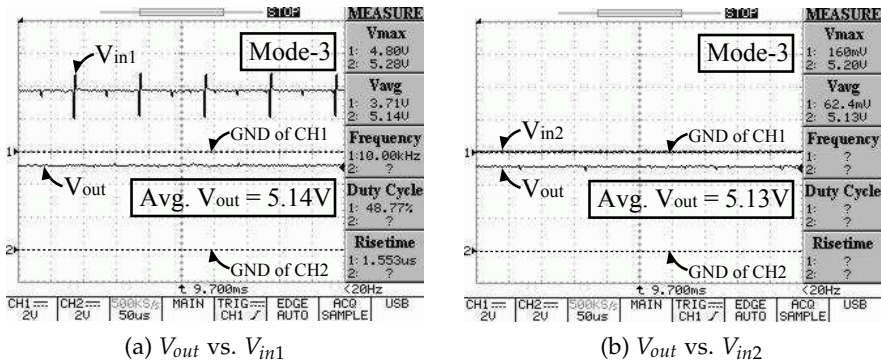 STOP
MEASURE
Vmax
1: 4.80V
2: 5.28V
Vavg
1: 3.71V
2: 5.14V
Frequency
1:10.00kHz
2: ?
Duty Cycle
1: 48.77%
2: ?
Risetime
1:1.553us
2: ?
Vin1
Mode-3
GND of CH1
1
Vout
Avg. Vout = 5.14V
2
GND of CH2
9.700ms
<20Hz
CH1 2V
CH2 2V
500KS/s 50us
MAIN
TRIG CH1
EDGE AUTO
ACQ SAMPLE
USB
(a) Vout vs. Vin1
STOP
MEASURE
Vmax
1: 160mV
2: 5.20V
Vavg
1: 62.4mV
2: 5.13V
Frequency
1: ?
2: ?
Duty Cycle
1: ?
2: ?
Risetime
1: ?
2: ?
Mode-3
Vin2
GND of CH1
1
Vout
Avg. Vout = 5.13V
2
GND of CH2
9.700ms
<20Hz
CH1 2V
CH2 2V
500KS/s 50us
MAIN
TRIG CH1
EDGE AUTO
ACQ SAMPLE
USB
(b) Vout vs. Vin2